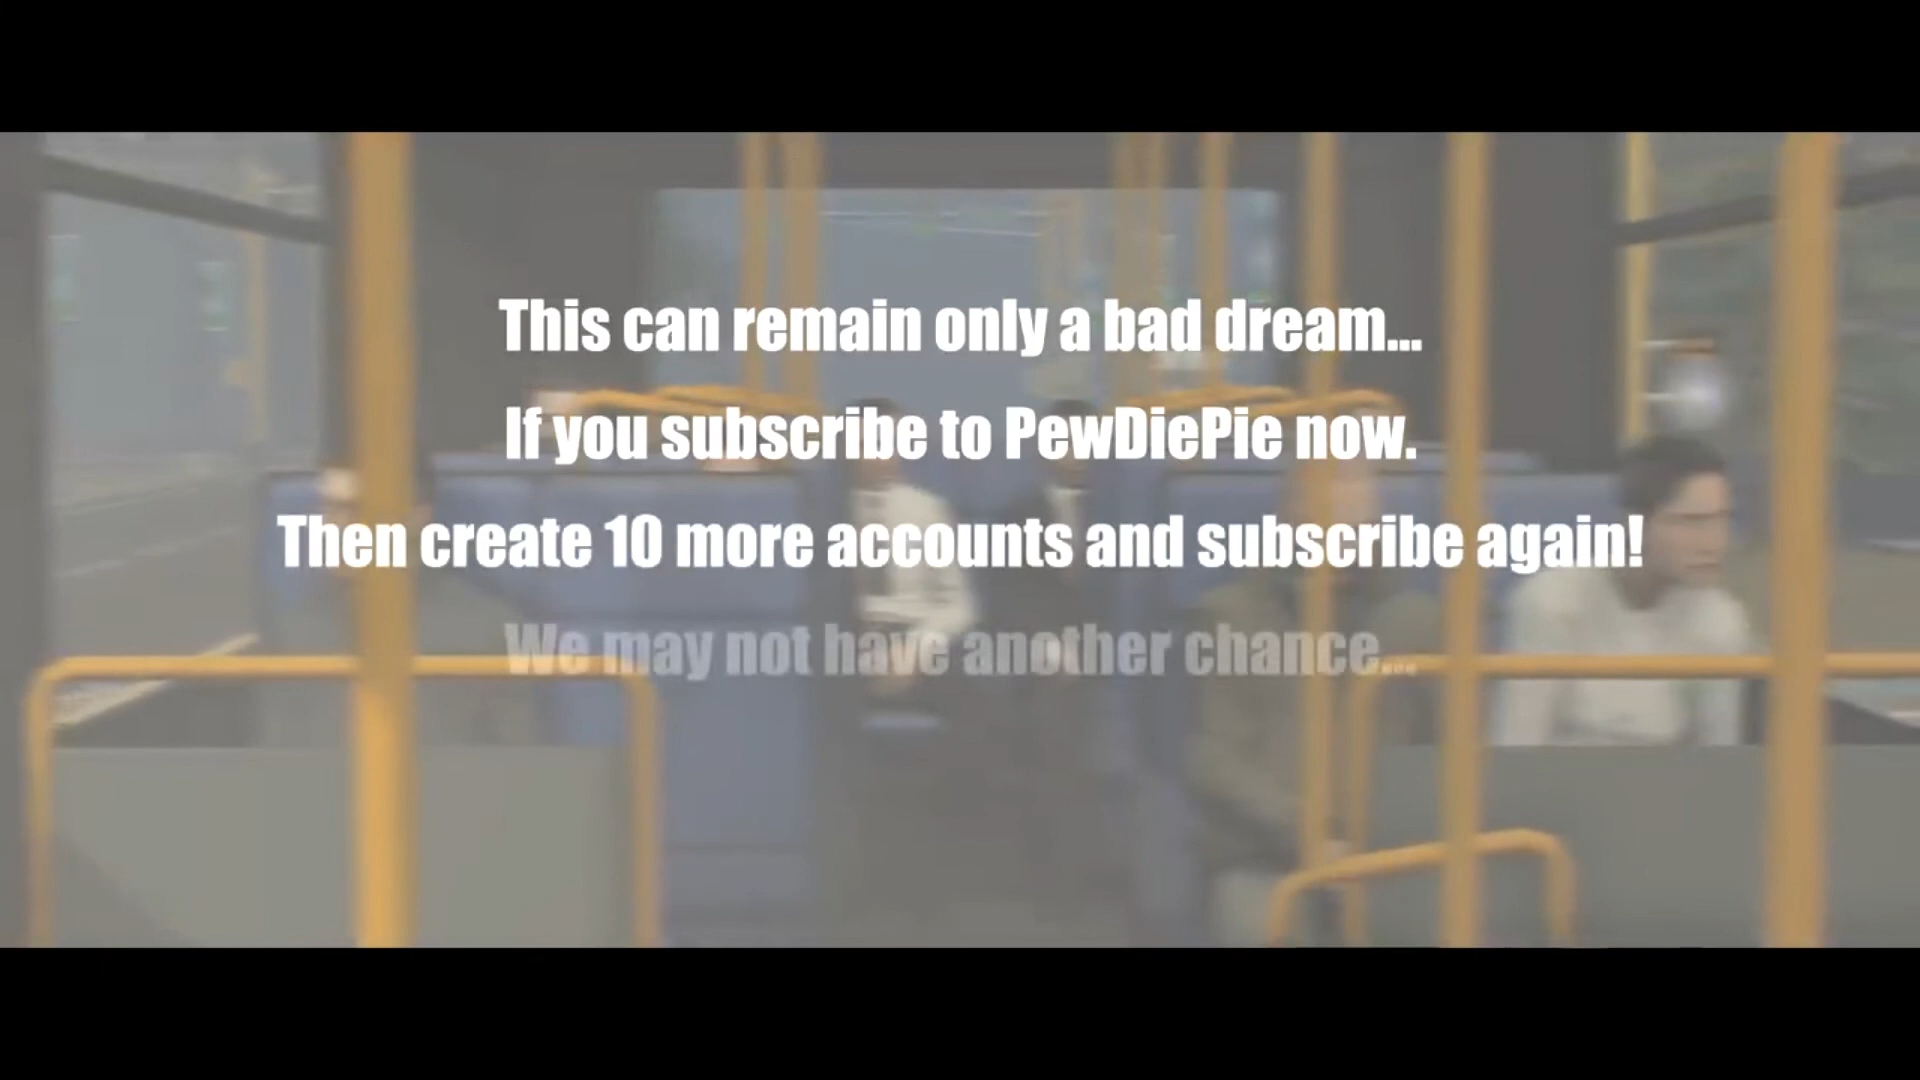 This can remain only a bad dream...
If you subscribe to PewDiePie now.
Then create 10 more accounts and subscribe again!
We may not have another chance...